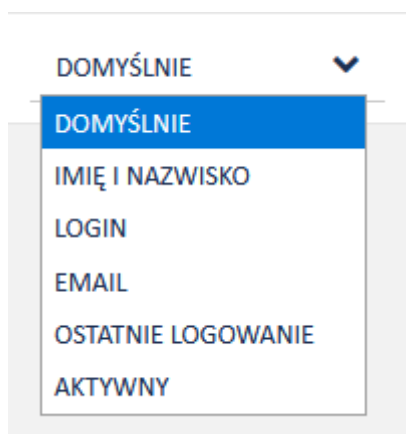 DOMYŚLNIE
DOMYŚLNIE
IMIĘ I NAZWISKO
LOGIN
EMAIL
OSTATNIE LOGOWANIE
AKTYWNY